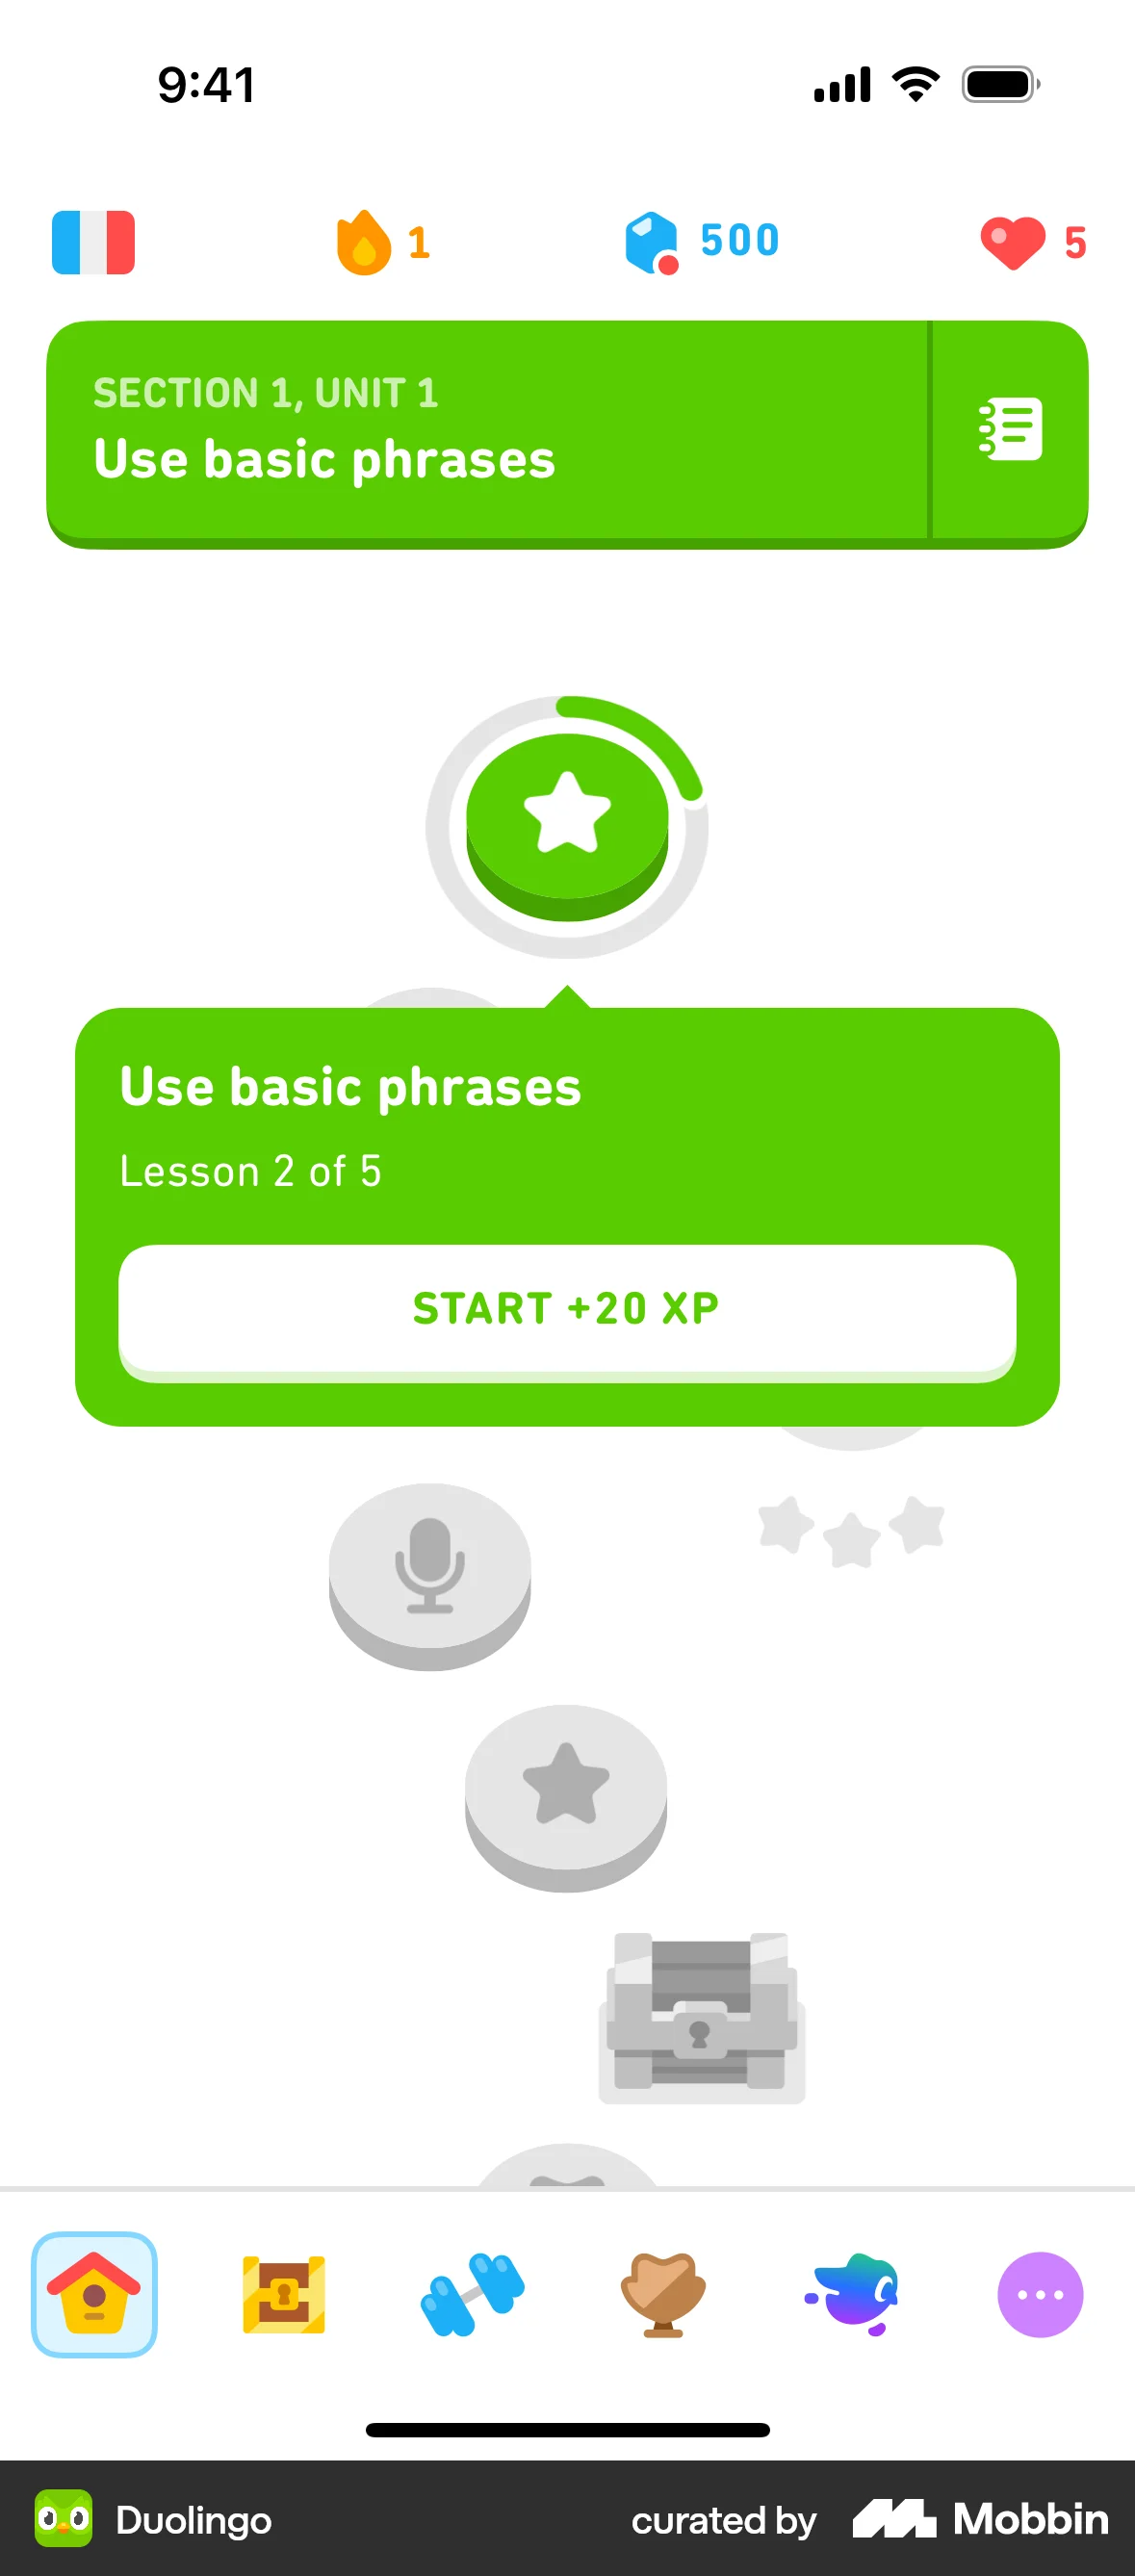 9:41
1
500
5
SECTION 1, UNIT 1
Use basic phrases
Use basic phrases
Lesson 2 of 5
START +20 XP
Duolingo
curated by Mobbin